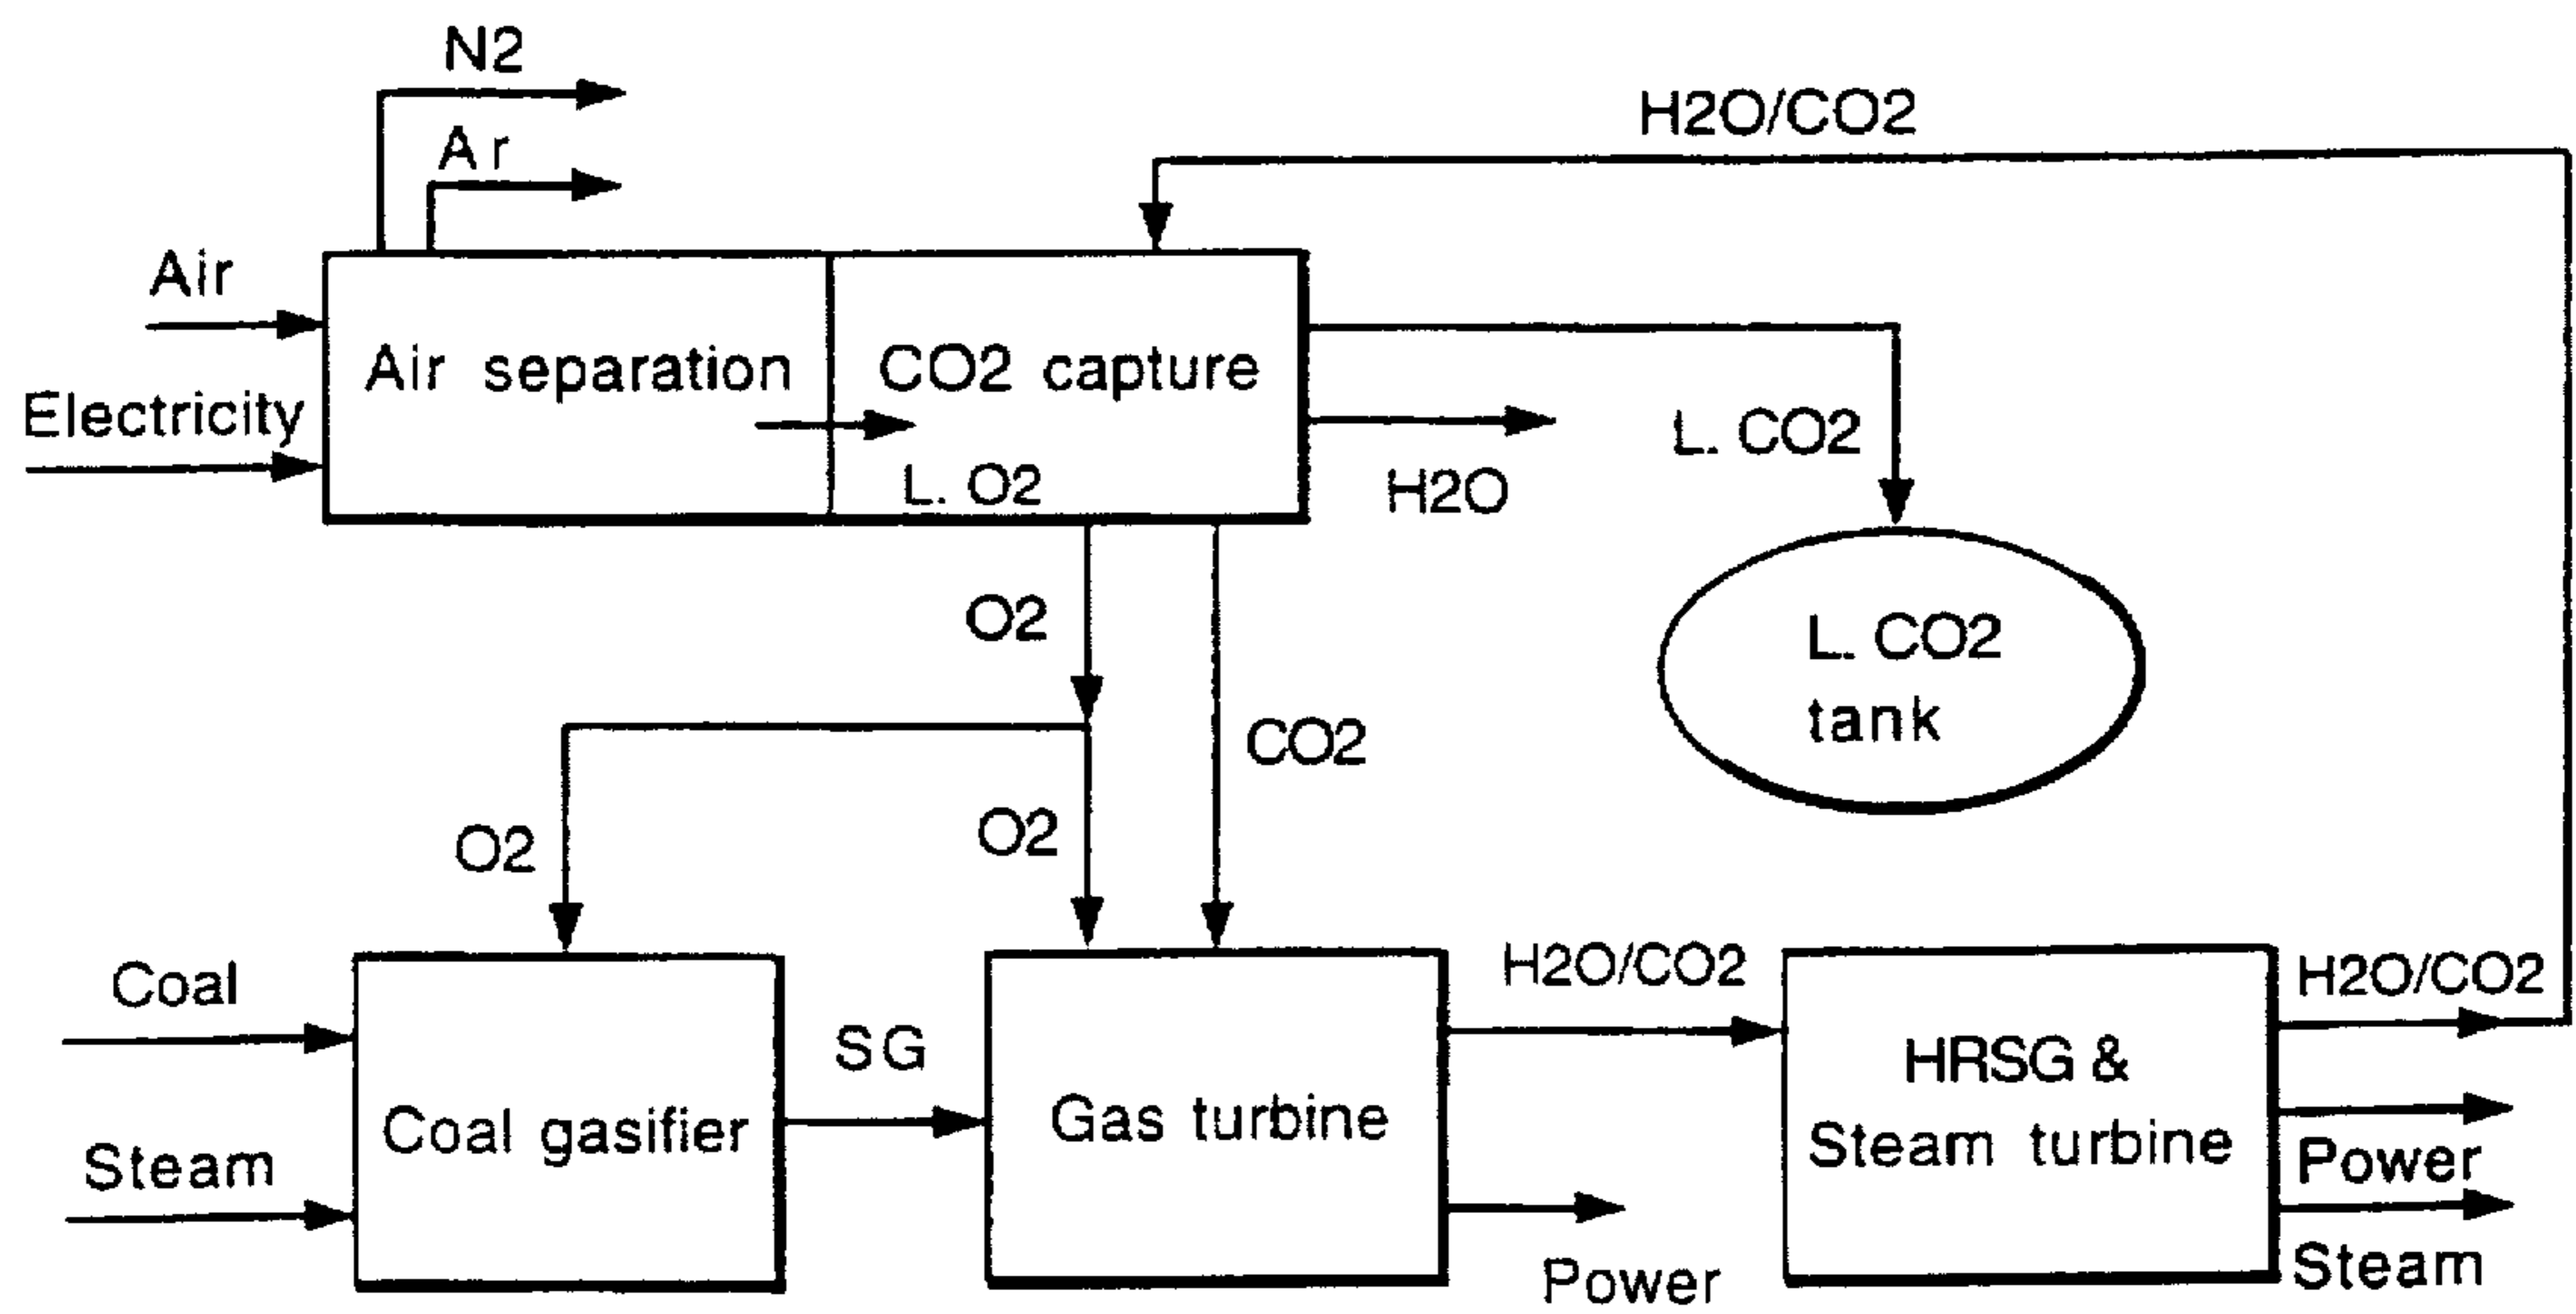 N2
Ar
H2O/CO2
Air
Electricity
Air separation
CO2 capture
L. O2
H2O
L. CO2
L. CO2
tank
O2
CO2
O2
O2
Coal
Steam
Coal gasifier
SG
Gas turbine
H2O/CO2
Power
HRSG &
Steam turbine
H2O/CO2
Power
Steam